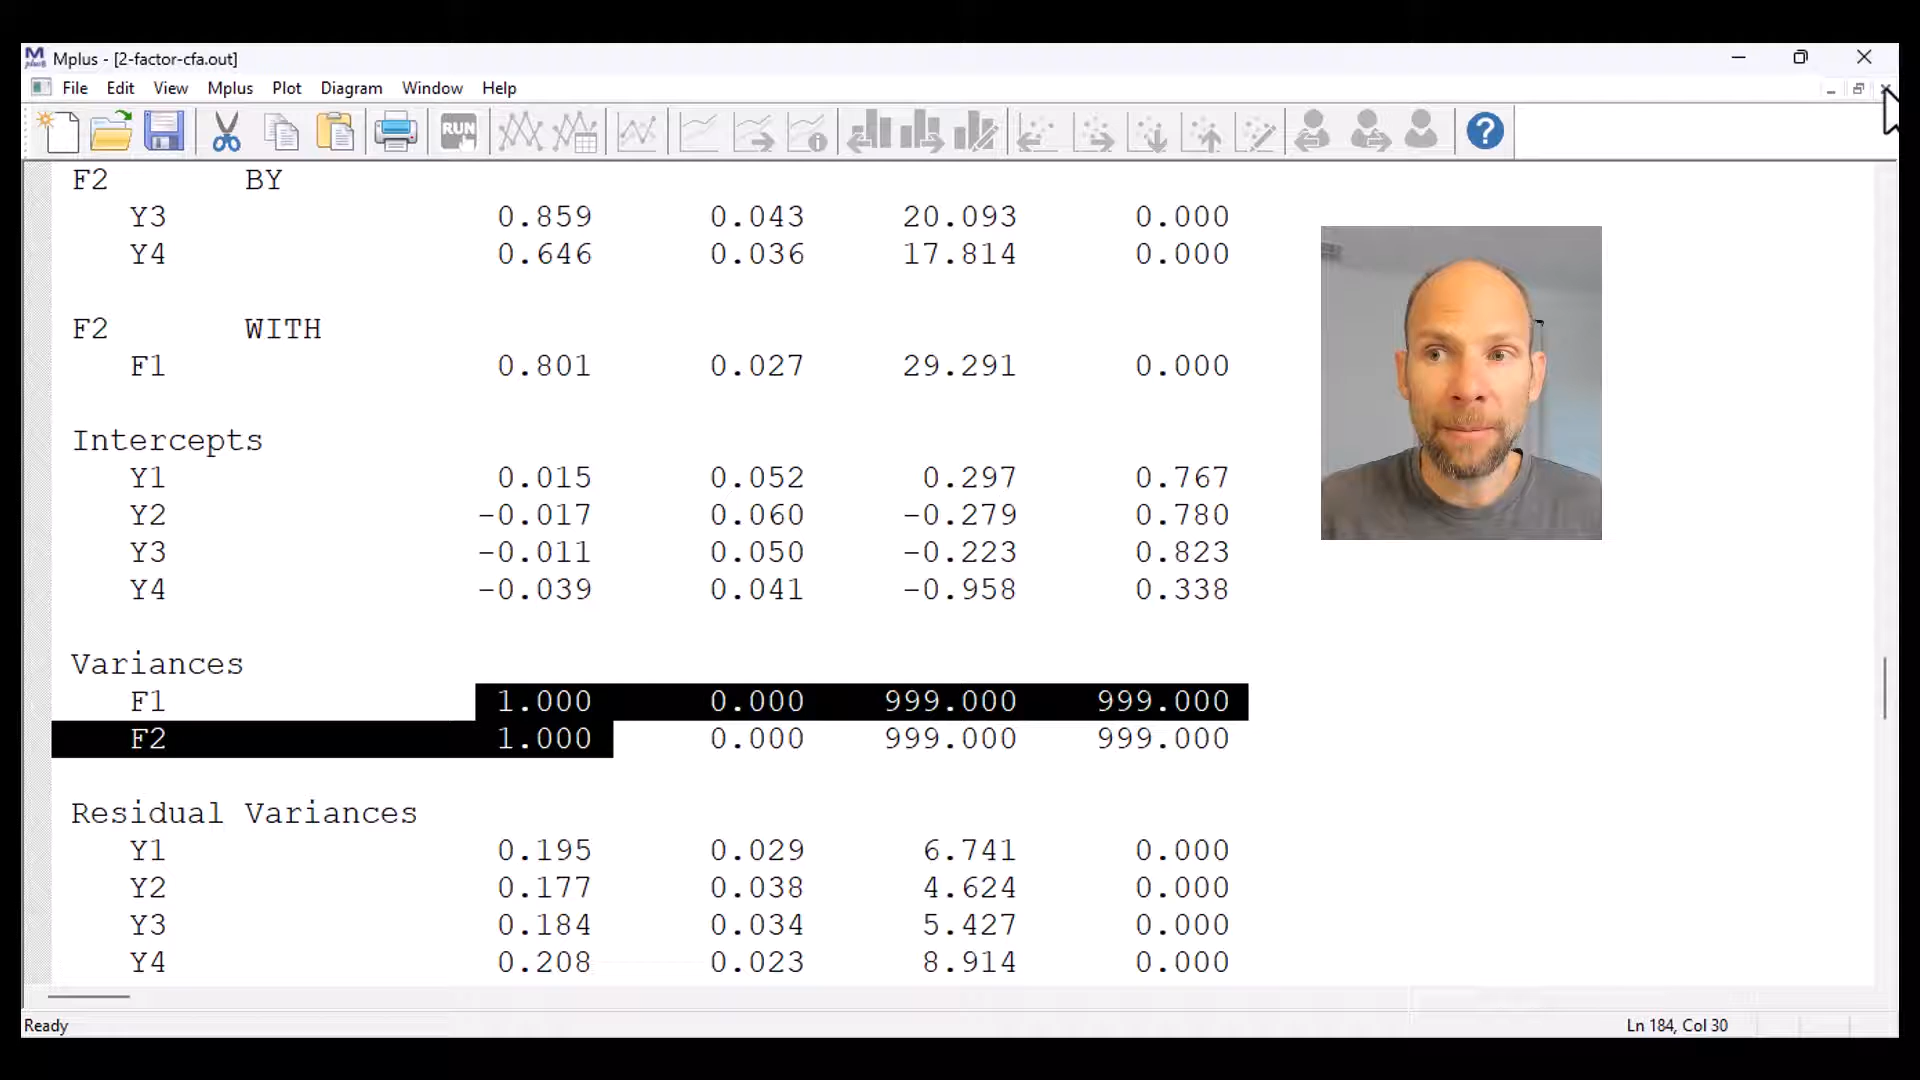 Mplus - [2-factor-cfa.out]
File Edit View Mplus Plot Diagram Window Help
RUN
F2 BY
Y3 0.859 0.043 20.093 0.000
Y4 0.646 0.036 17.814 0.000
F2 WITH
F1 0.801 0.027 29.291 0.000
Intercepts
Y1 0.015 0.052 0.297 0.767
Y2 -0.017 0.060 -0.279 0.780
Y3 -0.011 0.050 -0.223 0.823
Y4 -0.039 0.041 -0.958 0.338
Variances
F1 1.000 0.000 999.000 999.000
F2 1.000 0.000 999.000 999.000
Residual Variances
Y1 0.195 0.029 6.741 0.000
Y2 0.177 0.038 4.624 0.000
Y3 0.184 0.034 5.427 0.000
Y4 0.208 0.023 8.914 0.000
Ready
Ln 184, Col 30